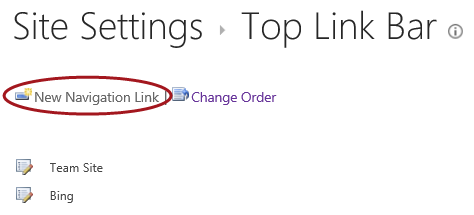 Site Settings ▸ Top Link Bar
New Navigation Link | Change Order
Team Site
Bing